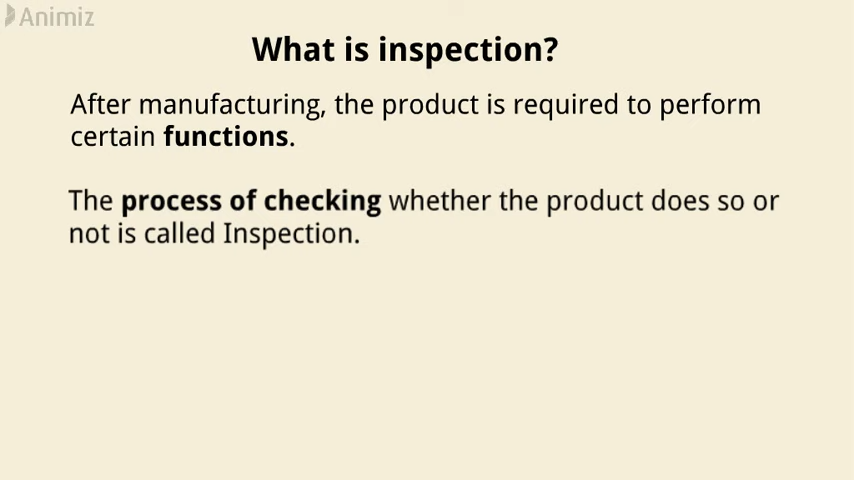 Animiz
What is inspection?
After manufacturing, the product is required to perform
certain functions.
The process of checking whether the product does so or
not is called Inspection.